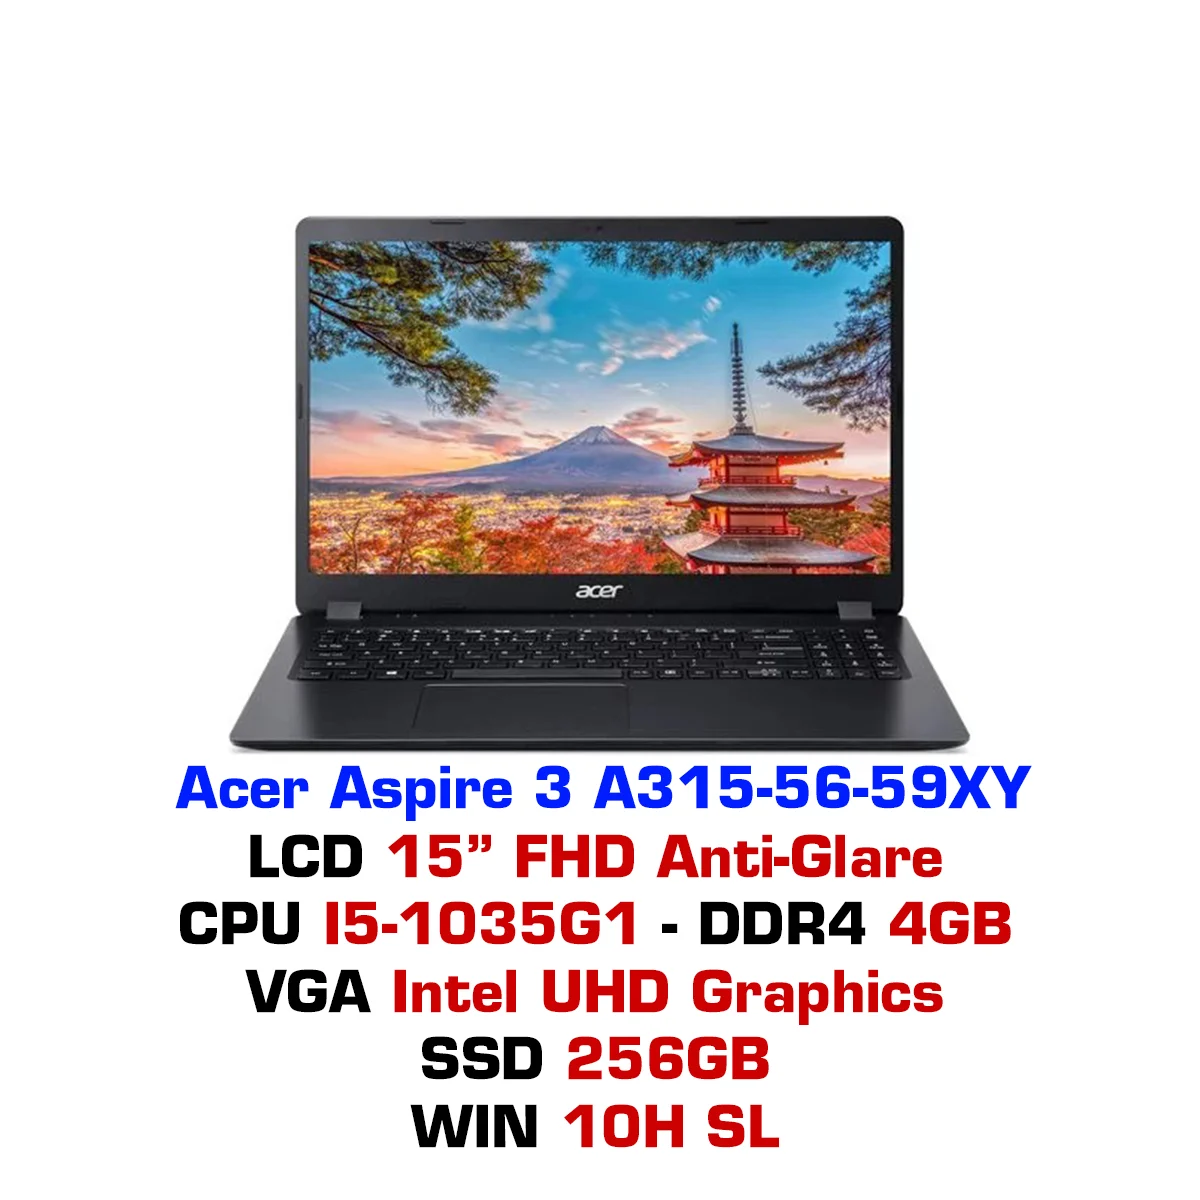 acer
Acer Aspire 3 A315-56-59XY
LCD 15” FHD Anti-Glare
CPU I5-1035G1 - DDR4 4GB
VGA Intel UHD Graphics
SSD 256GB
WIN 10H SL